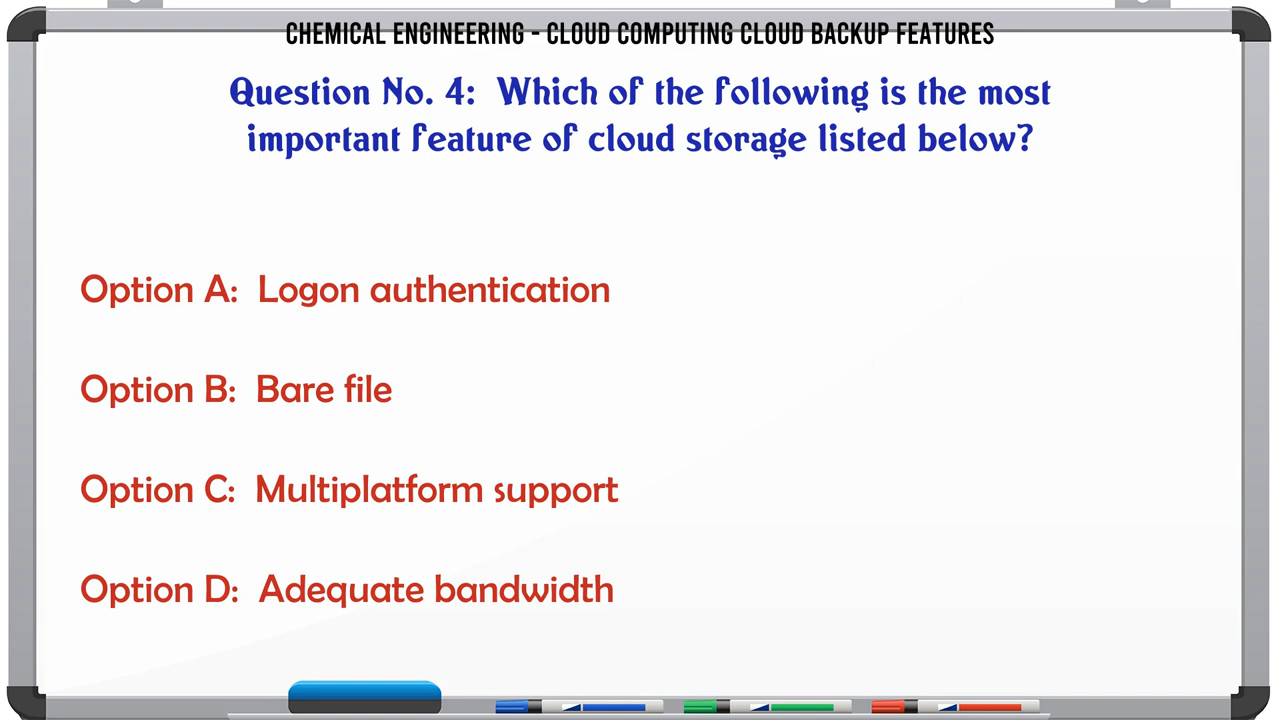 CHEMICAL ENGINEERING - CLOUD COMPUTING CLOUD BACKUP FEATURES
Question No. 4: Which of the following is the most
important feature of cloud storage listed below?
Option A: Logon authentication
Option B: Bare file
Option C: Multiplatform support
Option D: Adequate bandwidth